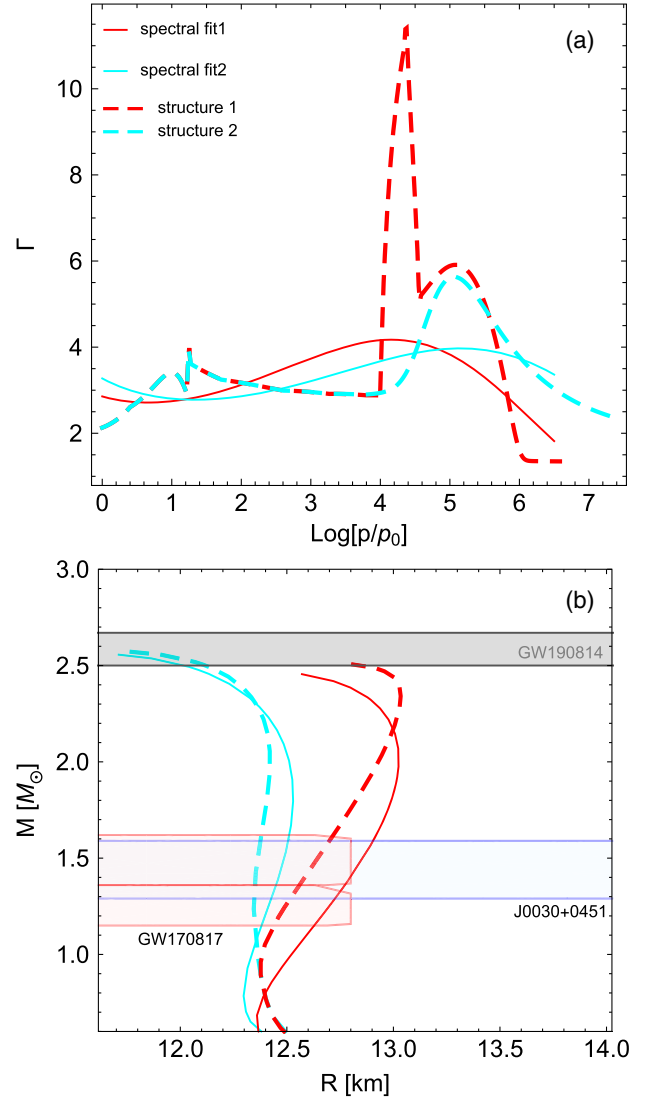 (a)
spectral fit1
spectral fit2
structure 1
structure 2
Γ
10
8
6
4
2
0 1 2 3 4 5 6 7
Log[p/p₀]
(b)
3.0
2.5
2.0
1.5
1.0
M [M☉]
GW190814
J0030+0451
GW170817
12.0 12.5 13.0 13.5 14.0
R [km]